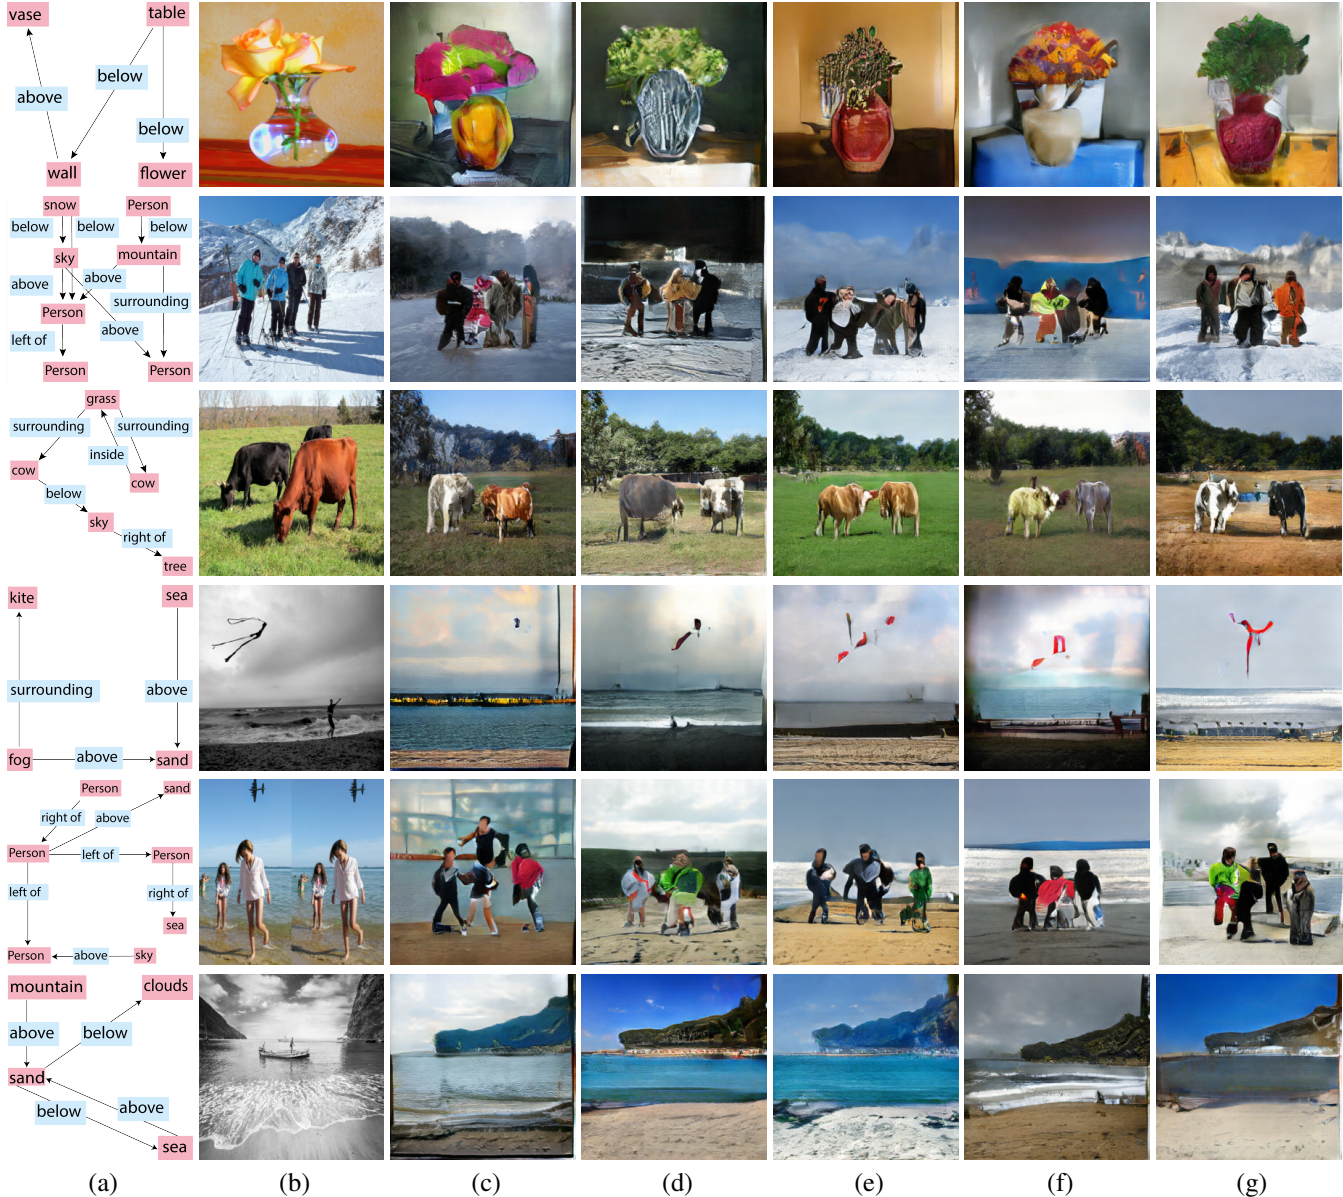 vase table
below
above
below
wall flower
snow Person
below below below
sky mountain
above above
surrounding
Person
above
left of
Person Person
grass
surrounding surrounding
inside
cow
cow
below
sky
right of
tree
kite sea
surrounding above
fog above sand
Person sand
right of above
Person left of Person
left of right of
sea
Person above sky
mountain clouds
above below
sand
below above
sea
(a) (b) (c) (d) (e) (f) (g)